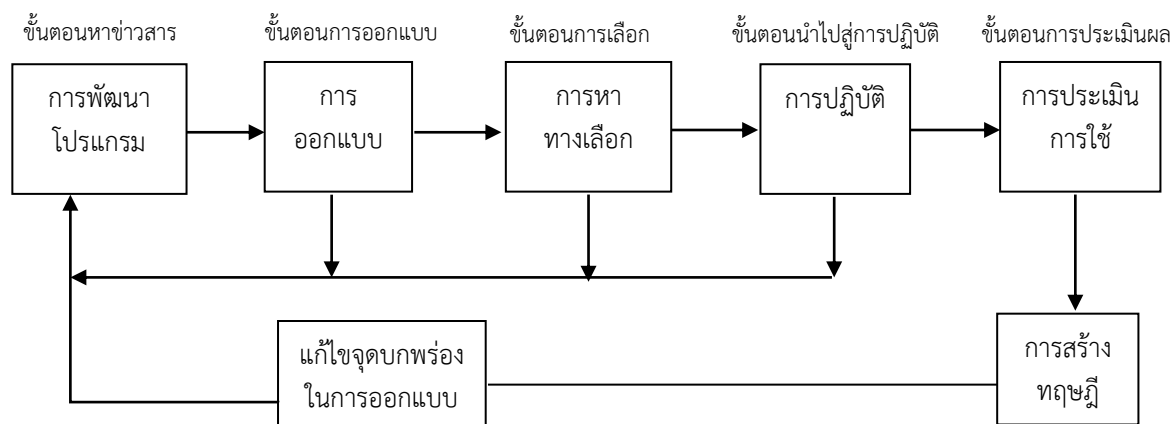 ขั้นตอนหาข่าวสาร
ขั้นตอนการออกแบบ
ขั้นตอนการเลือก
ขั้นตอนนำไปสู่การปฏิบัติ
ขั้นตอนการประเมินผล
การพัฒนา
โปรแกรม
การ
ออกแบบ
การหา
ทางเลือก
การปฏิบัติ
การประเมิน
การใช้
แก้ไขจุดบกพร่อง
ในการออกแบบ
การสร้าง
ทฤษฎี